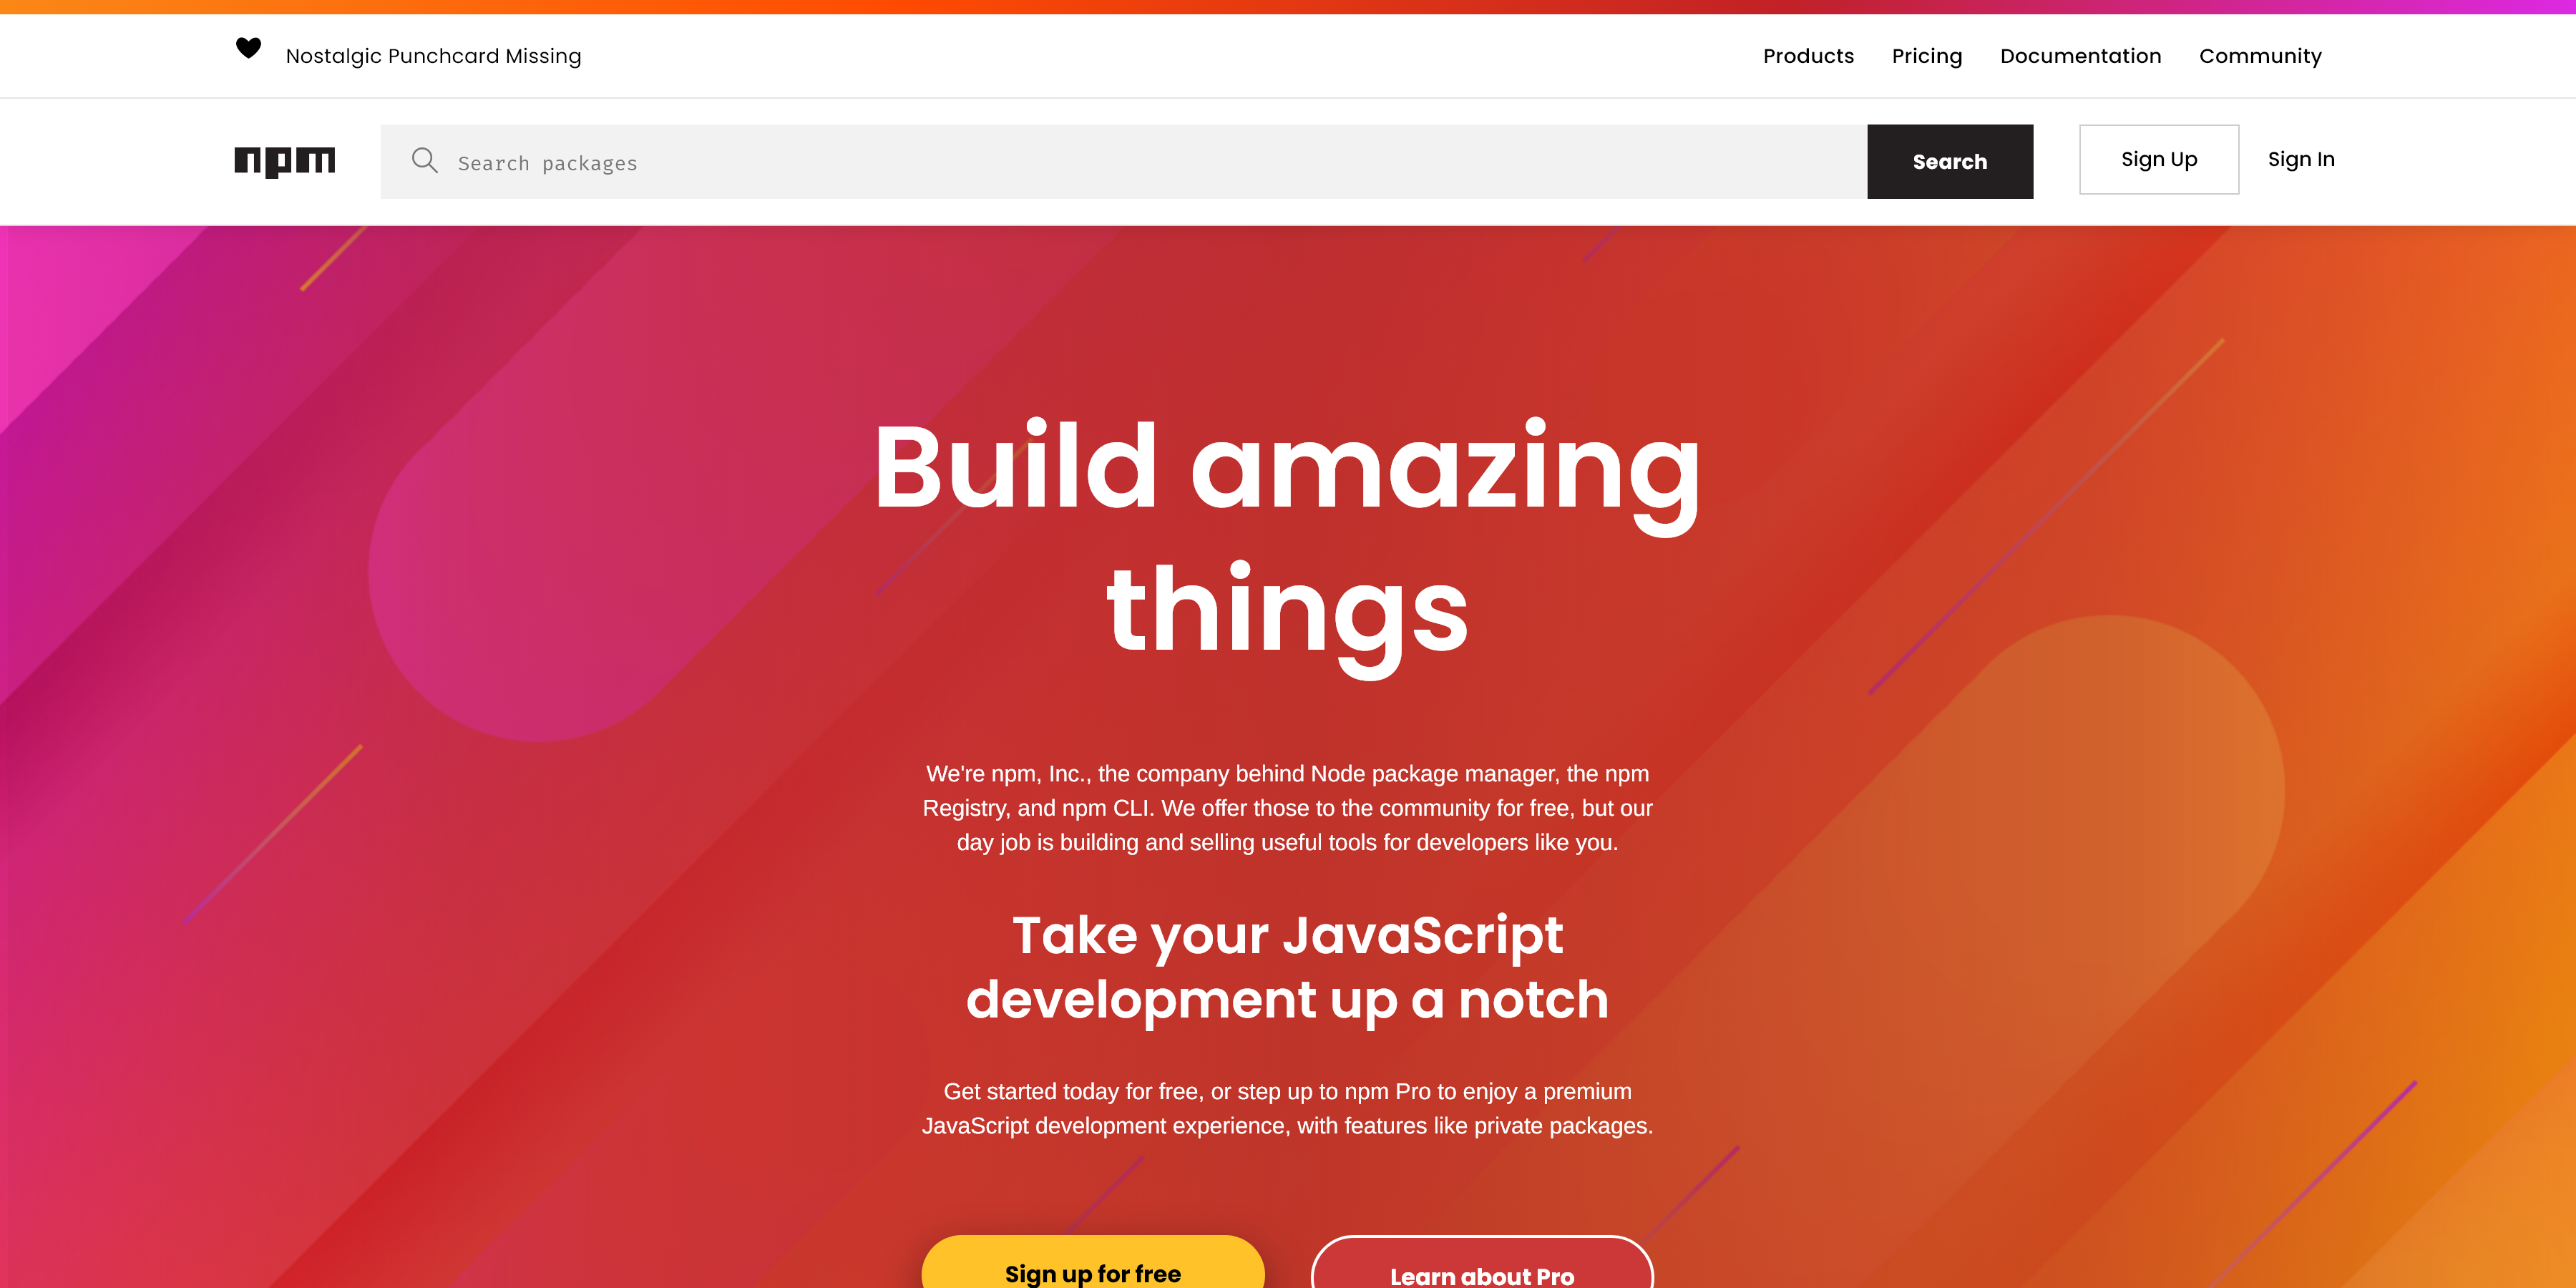 Nostalgic Punchcard Missing
Products Pricing Documentation Community
npm
Search packages
Search
Sign Up
Sign In
Build amazing
things
We're npm, Inc., the company behind Node package manager, the npm
Registry, and npm CLI. We offer those to the community for free, but our
day job is building and selling useful tools for developers like you.
Take your JavaScript
development up a notch
Get started today for free, or step up to npm Pro to enjoy a premium
JavaScript development experience, with features like private packages.
Sign up for free
Learn about Pro